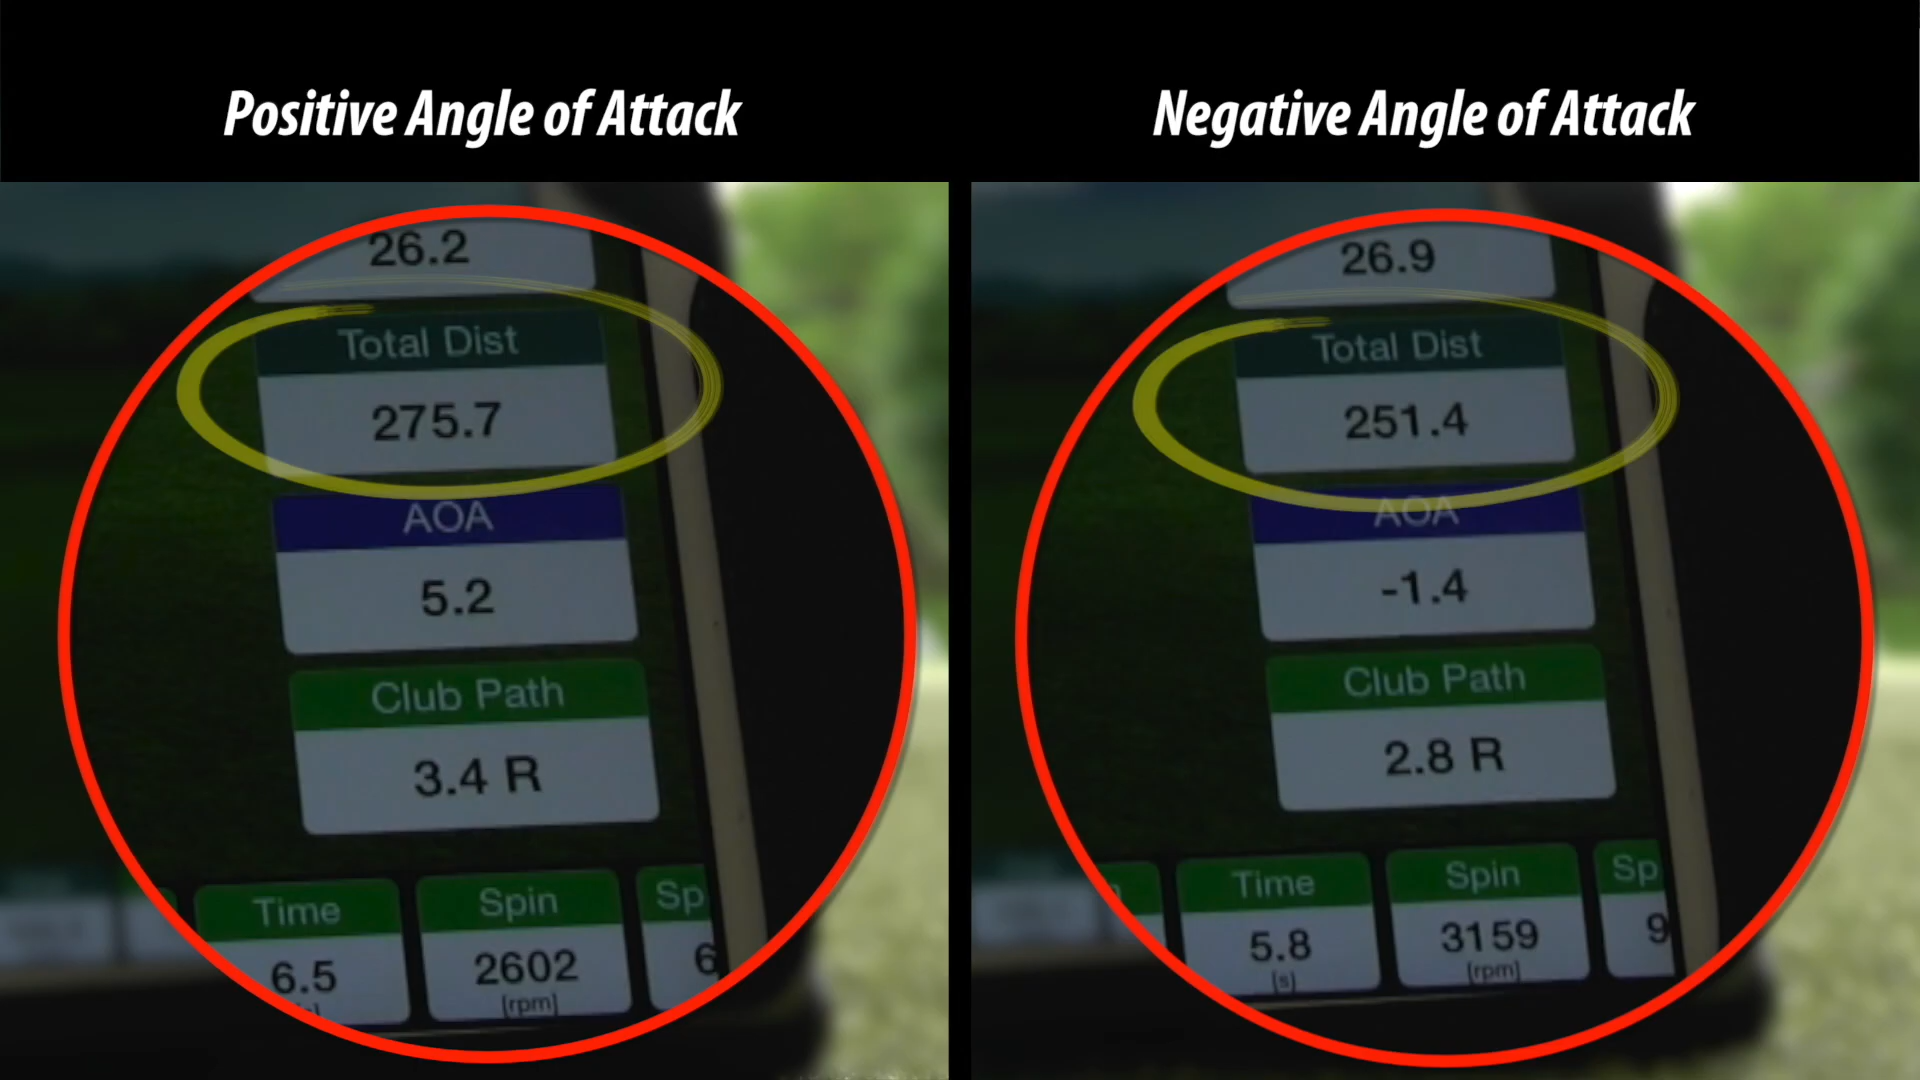 Positive Angle of Attack
26.2
Total Dist
275.7
AOA
5.2
Club Path
3.4 R
Time
6.5
Spin
2602
[rpm]
Sp
6
Negative Angle of Attack
26.9
Total Dist
251.4
AOA
-1.4
Club Path
2.8 R
Time
5.8
[s]
Spin
3159
[rpm]
Sp
9